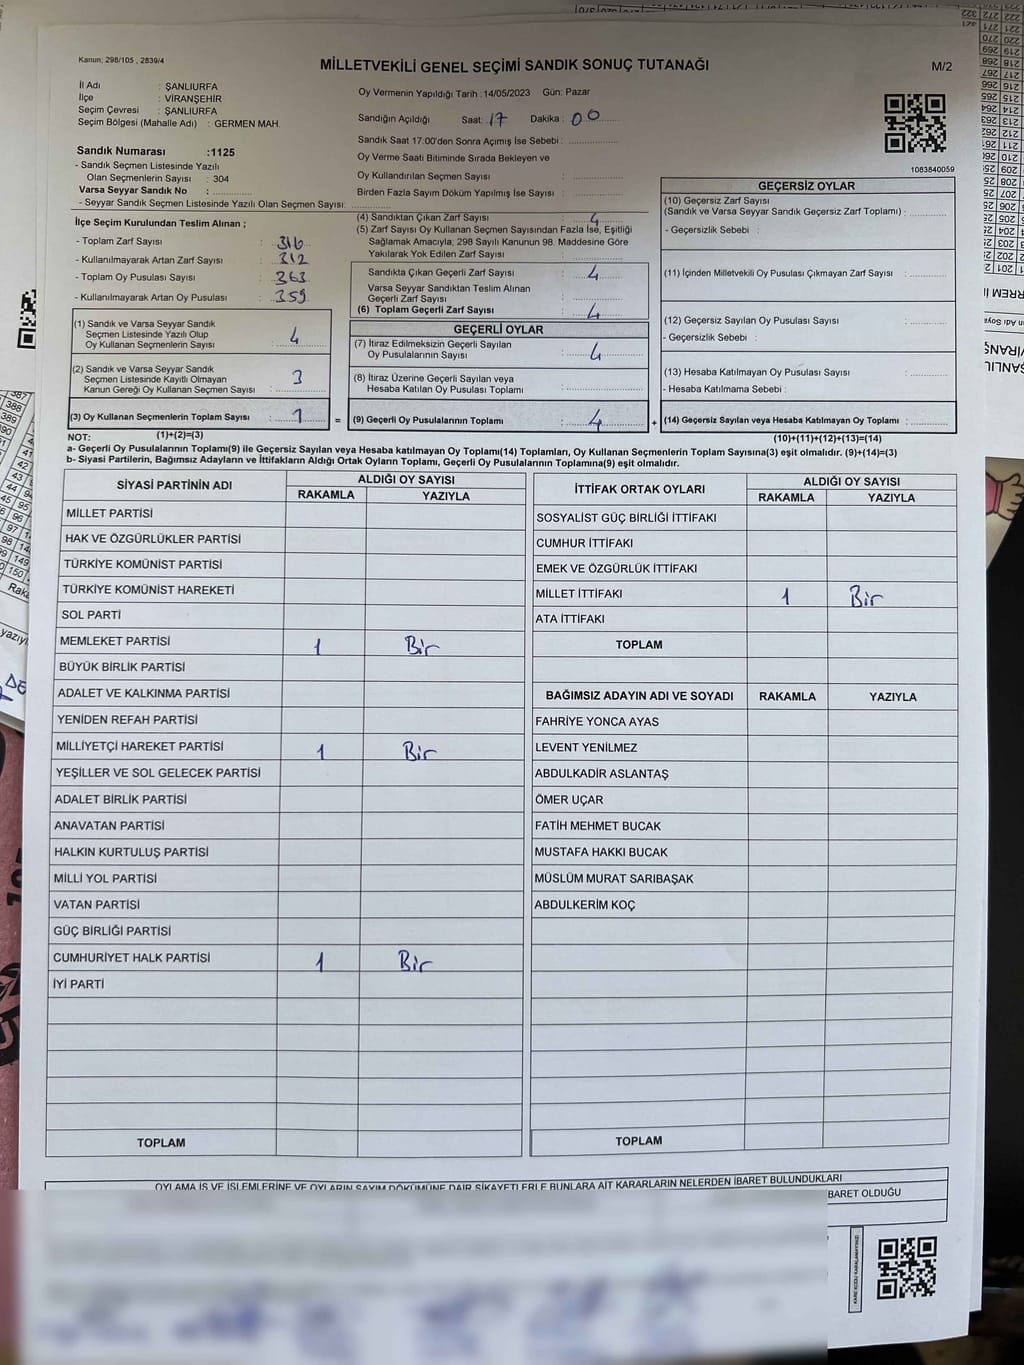 Kanun; 298/105 , 2839/4
MİLLETVEKİLİ GENEL SEÇİMİ SANDIK SONUÇ TUTANAĞI
M/2
İl Adı : ŞANLIURFA
İlçe : VİRANŞEHİR
Seçim Çevresi : ŞANLIURFA
Seçim Bölgesi (Mahalle Adı) : GERMEN MAH.
Oy Vermenin Yapıldığı Tarih :14/05/2023 Gün: Pazar
Sandığın Açıldığı Saat: 17 Dakika : 00
Sandık Saat 17:00'den Sonra Açımış İse Sebebi :
Oy Verme Saati Bitiminde Sırada Bekleyen ve
Oy Kullandırılan Seçmen Sayısı :
Birden Fazla Sayım Döküm Yapılmış İse Sayısı :
1083840059
Sandık Numarası :1125
- Sandık Seçmen Listesinde Yazılı
Olan Seçmenlerin Sayısı : 304
Varsa Seyyar Sandık No :
- Seyyar Sandık Seçmen Listesinde Yazılı Olan Seçmen Sayısı:
İlçe Seçim Kurulundan Teslim Alınan ;
- Toplam Zarf Sayısı : 316
- Kullanılmayarak Artan Zarf Sayısı : 312
- Toplam Oy Pusulası Sayısı : 363
- Kullanılmayarak Artan Oy Pusulası : 359
(1) Sandık ve Varsa Seyyar Sandık
Seçmen Listesinde Yazılı Olup
Oy Kullanan Seçmenlerin Sayısı : 4
(2) Sandık ve Varsa Seyyar Sandık
Seçmen Listesinde Kayıtlı Olmayan
Kanun Gereği Oy Kullanan Seçmen Sayısı : 3
(3) Oy Kullanan Seçmenlerin Toplam Sayısı : 1 =
(1)+(2)=(3)
(4) Sandıktan Çıkan Zarf Sayısı : 4
(5) Zarf Sayısı Oy Kullanan Seçmen Sayısından Fazla İse, Eşitliği
Sağlamak Amacıyla; 298 Sayılı Kanunun 98. Maddesine Göre
Yakılarak Yok Edilen Zarf Sayısı :
Sandıkta Çıkan Geçerli Zarf Sayısı : 4
Varsa Seyyar Sandıktan Teslim Alınan
Geçerli Zarf Sayısı :
(6) Toplam Geçerli Zarf Sayısı : 4
GEÇERLİ OYLAR
(7) İtiraz Edilmeksizin Geçerli Sayılan
Oy Pusulalarının Sayısı : 4
(8) İtiraz Üzerine Geçerli Sayılan veya
Hesaba Katılan Oy Pusulası Toplamı :
(9) Geçerli Oy Pusulalarının Toplamı : 4 +
GEÇERSİZ OYLAR
(10) Geçersiz Zarf Sayısı
(Sandık ve Varsa Seyyar Sandık Geçersiz Zarf Toplamı) :
- Geçersizlik Sebebi :
(11) İçinden Milletvekili Oy Pusulası Çıkmayan Zarf Sayısı :
(12) Geçersiz Sayılan Oy Pusulası Sayısı :
- Geçersizlik Sebebi :
(13) Hesaba Katılmayan Oy Pusulası Sayısı :
- Hesaba Katılmama Sebebi :
(14) Geçersiz Sayılan veya Hesaba Katılmayan Oy Toplamı :
(10)+(11)+(12)+(13)=(14)
NOT:
a- Geçerli Oy Pusulasının Toplamı(9) ile Geçersiz Sayılan veya Hesaba katılmayan Oy Toplamı(14) Toplamları, Oy Kullanan Seçmenlerin Toplam Sayısına(3) eşit olmalıdır. (9)+(14)=(3)
b- Siyasi Partilerin, Bağımsız Adayların ve İttifakların Aldığı Ortak Oyların Toplamı, Geçerli Oy Pusulalarının Toplamına(9) eşit olmalıdır.
SİYASİ PARTİNİN ADI ALDIĞI OY SAYISI
RAKAMLA YAZIYLA
MİLLET PARTİSİ
HAK VE ÖZGÜRLÜKLER PARTİSİ
TÜRKİYE KOMÜNİST PARTİSİ
TÜRKİYE KOMÜNİST HAREKETİ
SOL PARTİ
MEMLEKET PARTİSİ 1 Bir
BÜYÜK BİRLİK PARTİSİ
ADALET VE KALKINMA PARTİSİ
YENİDEN REFAH PARTİSİ
MİLLİYETÇİ HAREKET PARTİSİ 1 Bir
YEŞİLLER VE SOL GELECEK PARTİSİ
ADALET BİRLİK PARTİSİ
ANAVATAN PARTİSİ
HALKIN KURTULUŞ PARTİSİ
MİLLİ YOL PARTİSİ
VATAN PARTİSİ
GÜÇ BİRLİĞİ PARTİSİ
CUMHURİYET HALK PARTİSİ 1 Bir
İYİ PARTİ
TOPLAM
İTTİFAK ORTAK OYLARI ALDIĞI OY SAYISI
RAKAMLA YAZIYLA
SOSYALİST GÜÇ BİRLİĞİ İTTİFAKI
CUMHUR İTTİFAKI
EMEK VE ÖZGÜRLÜK İTTİFAKI
MİLLET İTTİFAKI 1 Bir
ATA İTTİFAKI
TOPLAM
BAĞIMSIZ ADAYIN ADI VE SOYADI RAKAMLA YAZIYLA
FAHRİYE YONCA AYAS
LEVENT YENİLMEZ
ABDULKADİR ASLANTAŞ
ÖMER UÇAR
FATİH MEHMET BUCAK
MUSTAFA HAKKI BUCAK
MÜSLÜM MURAT SARIBAŞAK
ABDULKERİM KOÇ
TOPLAM
OYLAMA İŞ VE İŞLEMLERİNE VE OYLARIN SAYIM DÖKÜMÜNE DAİR ŞİKAYETLERLE BUNLARA AİT KARARLARIN NELERDEN İBARET BULUNDUKLARI
BARET OLDUĞU